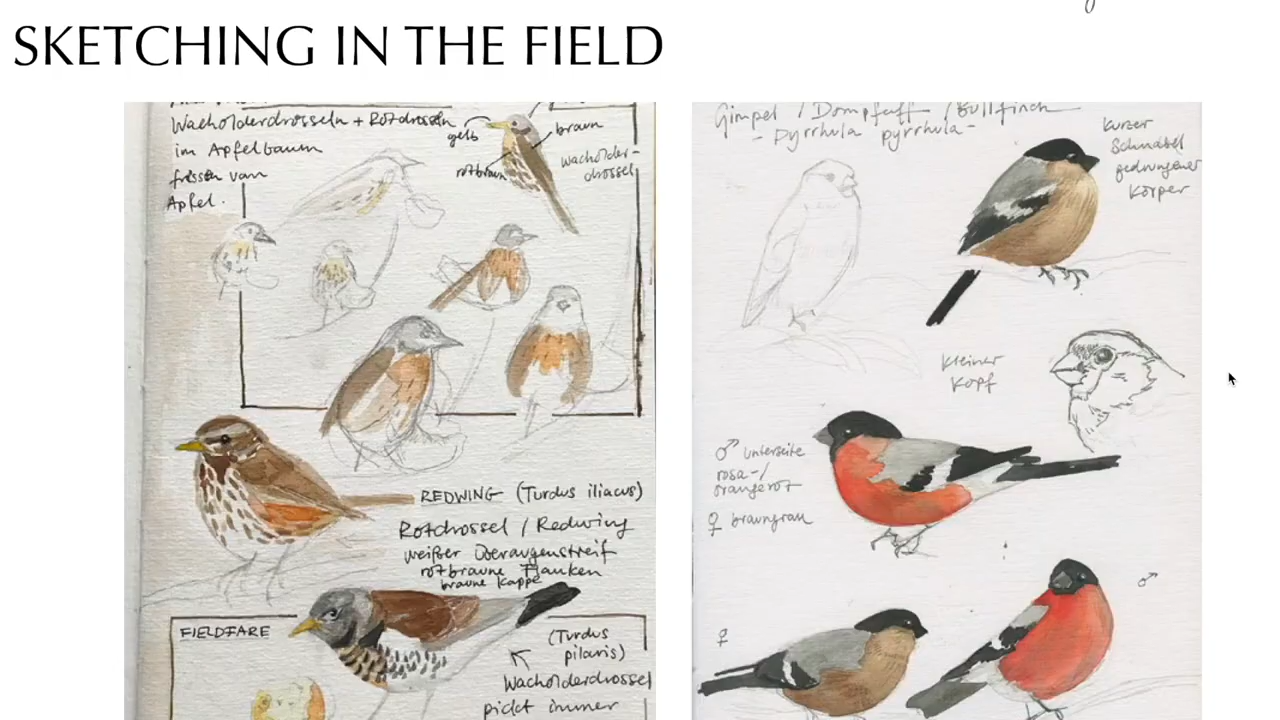 SKETCHING IN THE FIELD
Wacholderdrosseln + Rotdrosseln
im Apfelbaum
fressen vom
Apfel.
gelb
braun
rotbraun
Wacholder-
drossel
REDWING (Turdus iliacus)
Rotdrossel / Redwing
weißer Überaugenstreif
rotbraune Flanken
braune Kappe
FIELDFARE
(Turdus
pilaris)
Wacholderdrossel
pickt immer
Gimpel / Dompfaff / Bullfinch
- Pyrrhula pyrrhula -
kurzer
Schnabel
gedrungener
Körper
kleiner
Kopf
♂ unterseite
rosa-/
orangerot
♀ braungrau
♂
♀